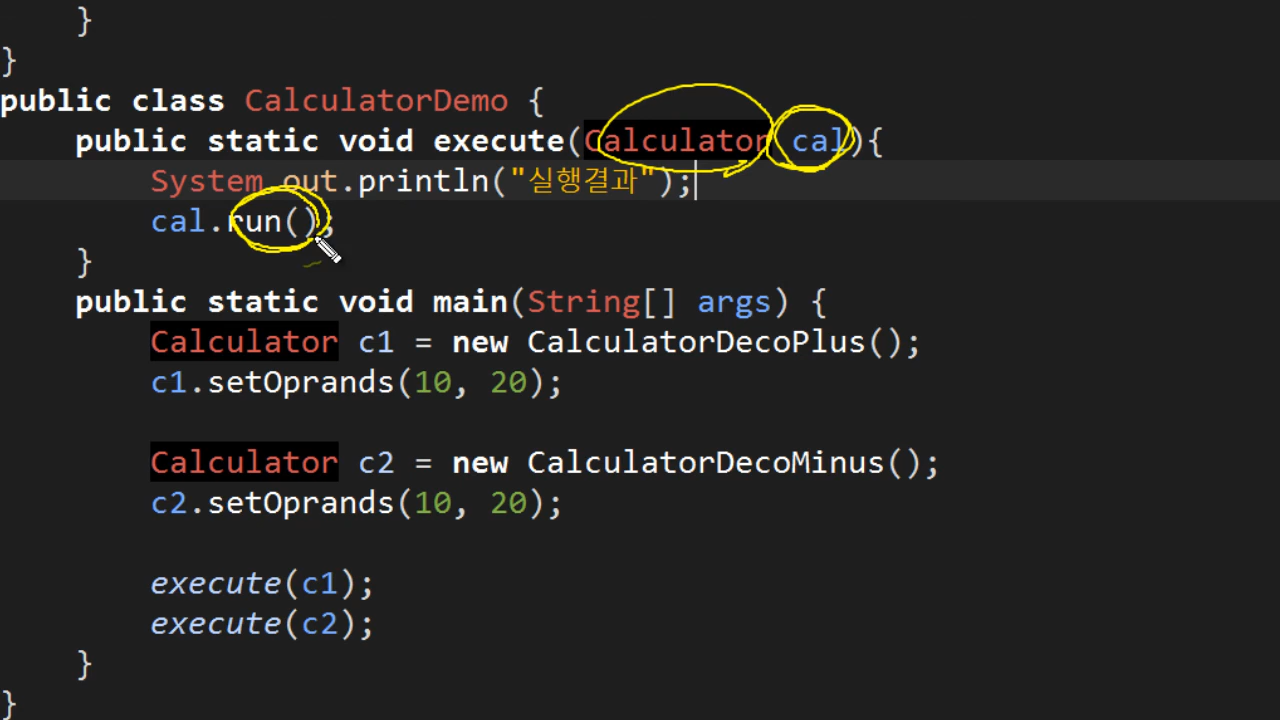 }
}
public class CalculatorDemo {
public static void execute(Calculator cal){
System.out.println("실행결과");
cal.run();
}
public static void main(String[] args) {
Calculator c1 = new CalculatorDecoPlus();
c1.setOprands(10, 20);
Calculator c2 = new CalculatorDecoMinus();
c2.setOprands(10, 20);
execute(c1);
execute(c2);
}
}